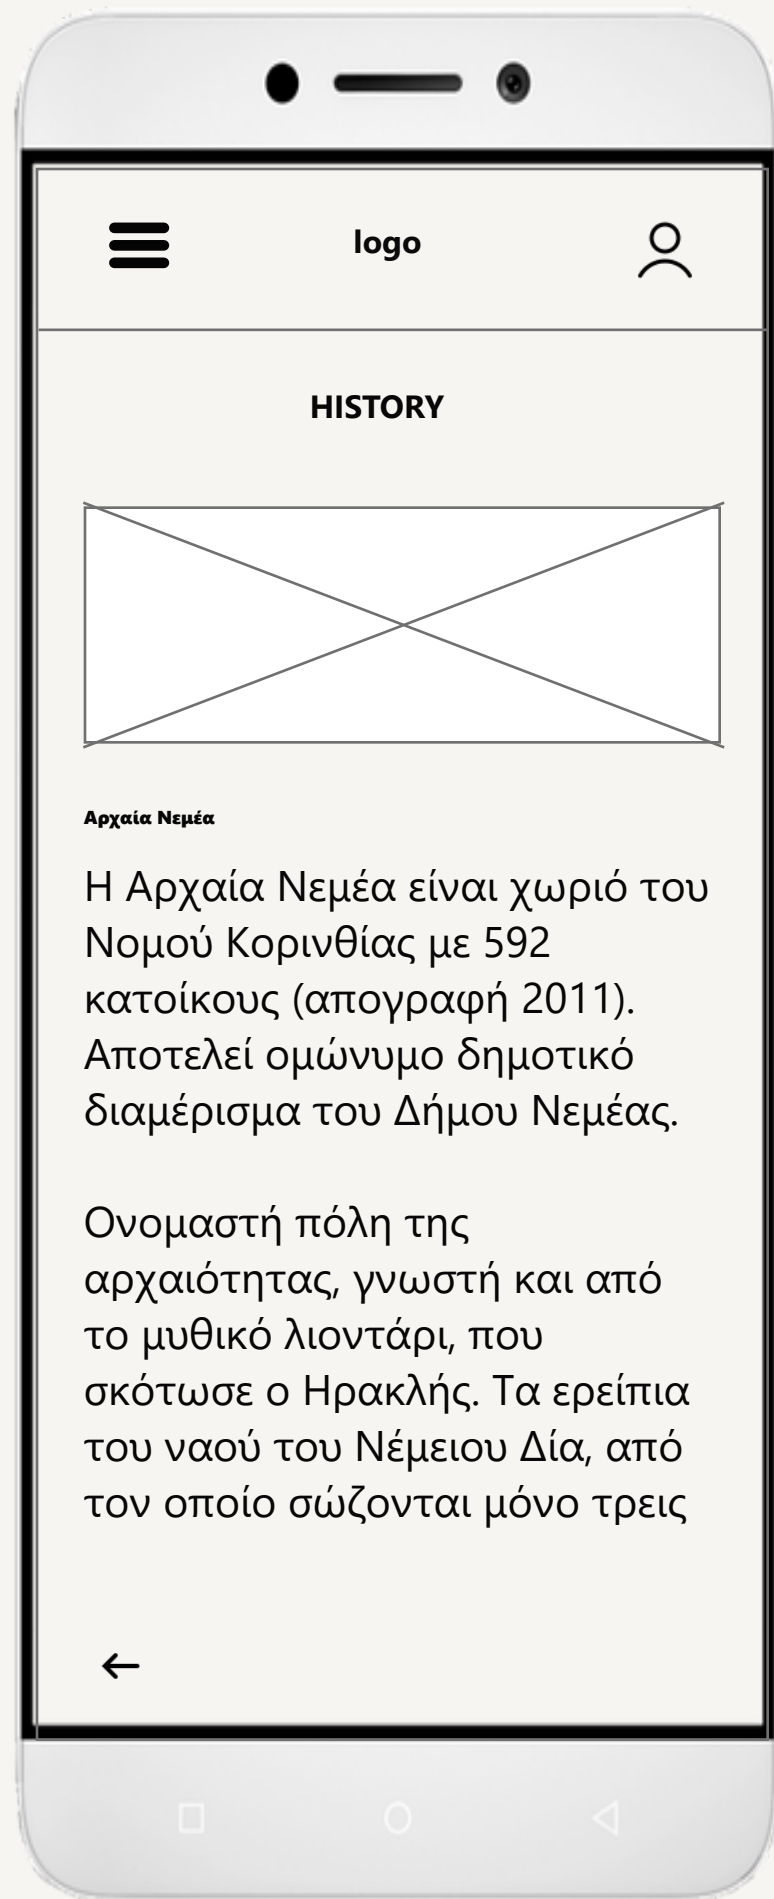 logo
HISTORY
Αρχαία Νεμέα
Η Αρχαία Νεμέα είναι χωριό του
Νομού Κορινθίας με 592
κατοίκους (απογραφή 2011).
Αποτελεί ομώνυμο δημοτικό
διαμέρισμα του Δήμου Νεμέας.
Ονομαστή πόλη της
αρχαιότητας, γνωστή και από
το μυθικό λιοντάρι, που
σκότωσε ο Ηρακλής. Τα ερείπια
του ναού του Νέμειου Δία, από
τον οποίο σώζονται μόνο τρεις